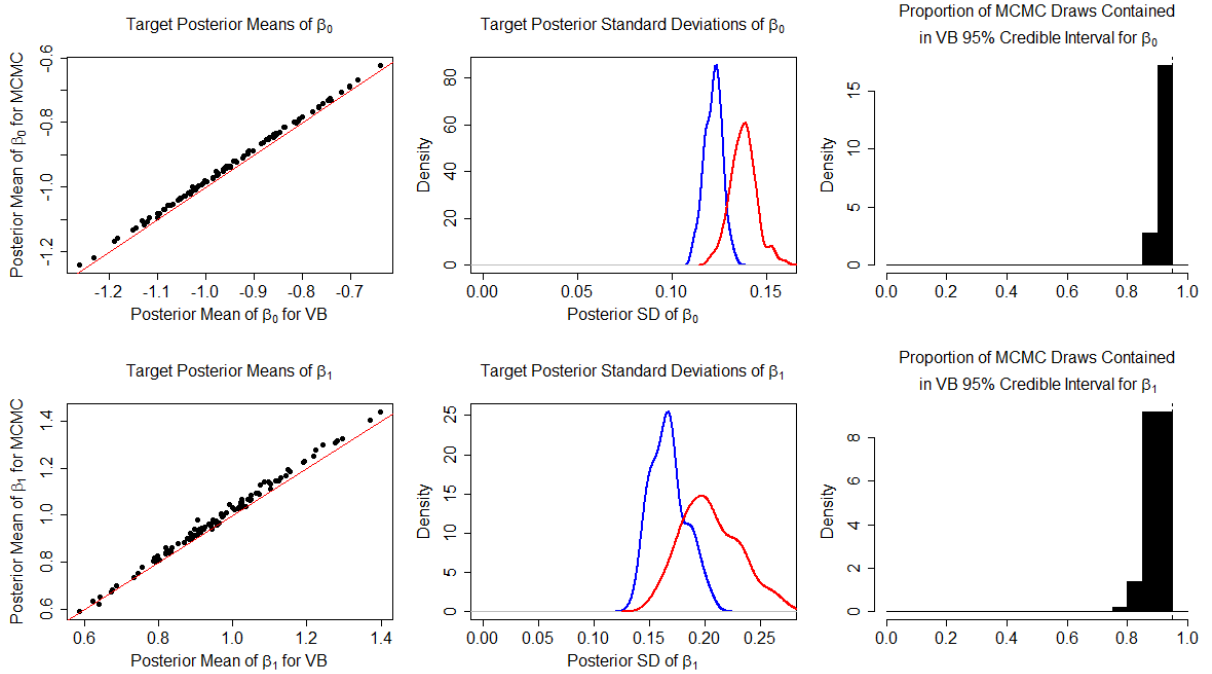 Target Posterior Means of β0
Posterior Mean of β0 for MCMC
-0.6
-0.8
-1.0
-1.2
-1.2 -1.1 -1.0 -0.9 -0.8 -0.7
Posterior Mean of β0 for VB
Target Posterior Standard Deviations of β0
Density
80
60
40
20
0
0.00 0.05 0.10 0.15
Posterior SD of β0
Proportion of MCMC Draws Contained
in VB 95% Credible Interval for β0
Density
15
10
5
0
0.0 0.2 0.4 0.6 0.8 1.0
Target Posterior Means of β1
Posterior Mean of β1 for MCMC
1.4
1.2
1.0
0.8
0.6
0.6 0.8 1.0 1.2 1.4
Posterior Mean of β1 for VB
Target Posterior Standard Deviations of β1
Density
25
20
15
10
5
0
0.00 0.05 0.10 0.15 0.20 0.25
Posterior SD of β1
Proportion of MCMC Draws Contained
in VB 95% Credible Interval for β1
Density
8
6
4
2
0
0.0 0.2 0.4 0.6 0.8 1.0